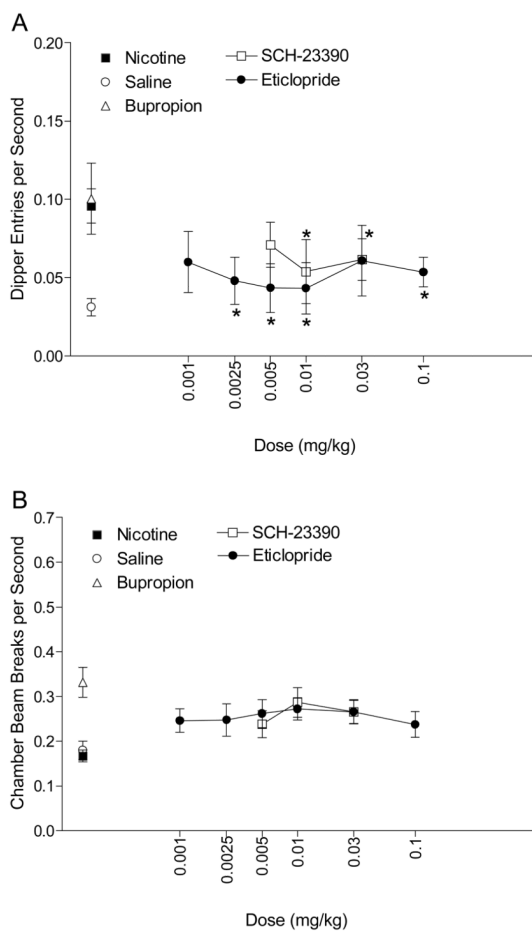 A
Nicotine
Saline
Bupropion
SCH-23390
Eticlopride
Dipper Entries per Second
0.20
0.15
0.10
0.05
0.00
*
*
*
*
*
*
0.001
0.0025
0.005
0.01
0.03
0.1
Dose (mg/kg)
B
Nicotine
Saline
Bupropion
SCH-23390
Eticlopride
Chamber Beam Breaks per Second
0.7
0.6
0.5
0.4
0.3
0.2
0.1
0.0
0.001
0.0025
0.005
0.01
0.03
0.1
Dose (mg/kg)